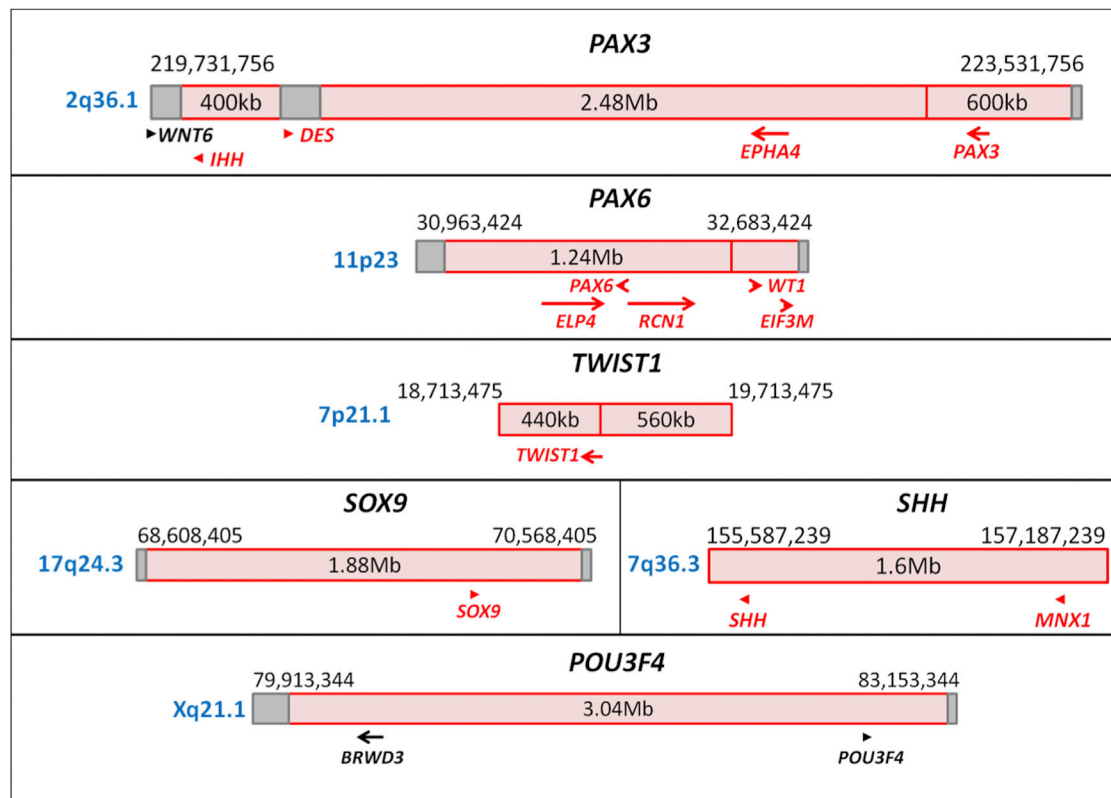 PAX3
219,731,756 223,531,756
2q36.1 400kb 2.48Mb 600kb
WNT6 DES EPHA4 PAX3
IHH
PAX6
30,963,424 32,683,424
11p23 1.24Mb
PAX6 WT1
ELP4 RCN1 EIF3M
TWIST1
18,713,475 19,713,475
7p21.1 440kb 560kb
TWIST1
SOX9
68,608,405 70,568,405
17q24.3 1.88Mb
SOX9
SHH
155,587,239 157,187,239
7q36.3 1.6Mb
SHH MNX1
POU3F4
79,913,344 83,153,344
Xq21.1 3.04Mb
BRWD3 POU3F4